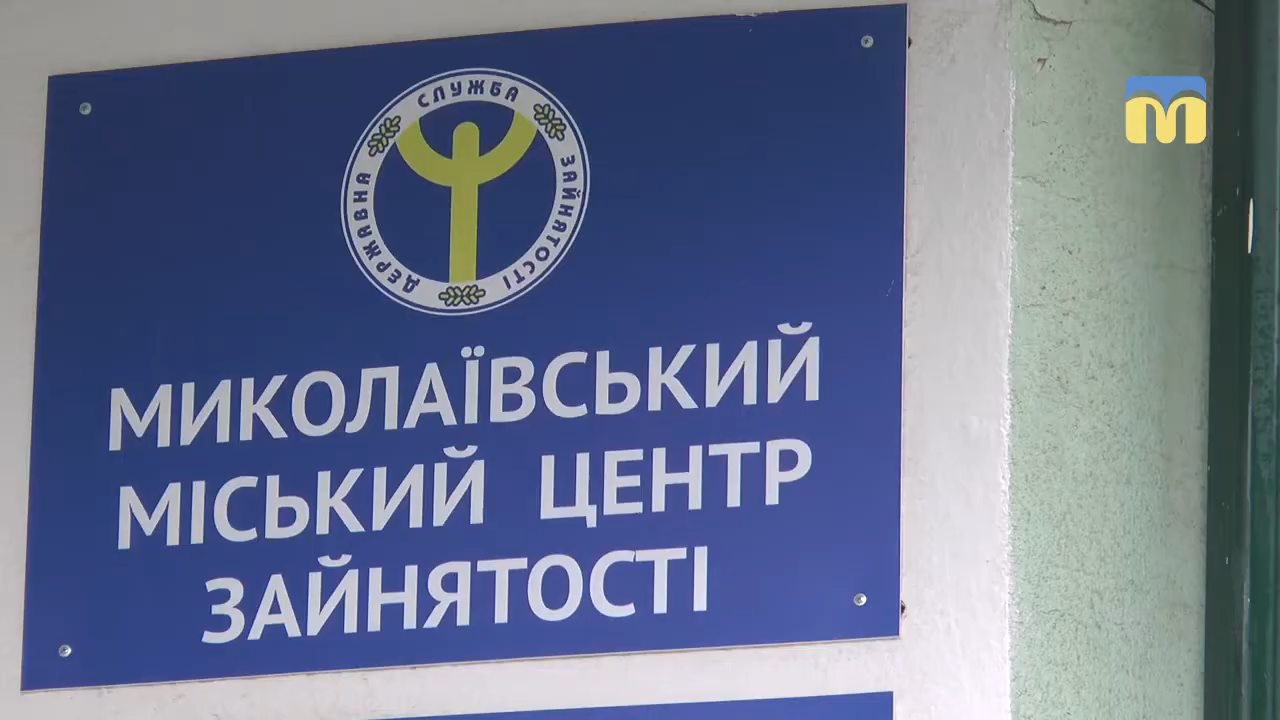 ДЕРЖАВНА СЛУЖБА ЗАЙНЯТОСТІ
МИКОЛАЇВСЬКИЙ
МІСЬКИЙ ЦЕНТР
ЗАЙНЯТОСТІ
M